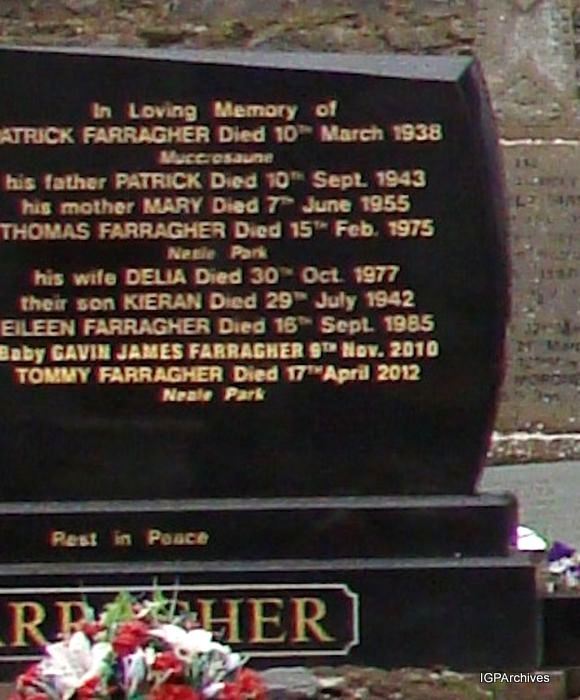 In Loving Memory of
ATRICK FARRAGHER Died 10TH March 1938
Muccrosaune
his father PATRICK Died 10TH Sept. 1943
his mother MARY Died 7TH June 1955
THOMAS FARRAGHER Died 15TH Feb. 1975
Neale Park
his wife DELIA Died 30TH Oct. 1977
their son KIERAN Died 29TH July 1942
EILEEN FARRAGHER Died 16TH Sept. 1985
Baby GAVIN JAMES FARRAGHER 9TH Nov. 2010
TOMMY FARRAGHER Died 17TH April 2012
Neale Park
Rest in Peace
ARRAGHER
IGPArchives